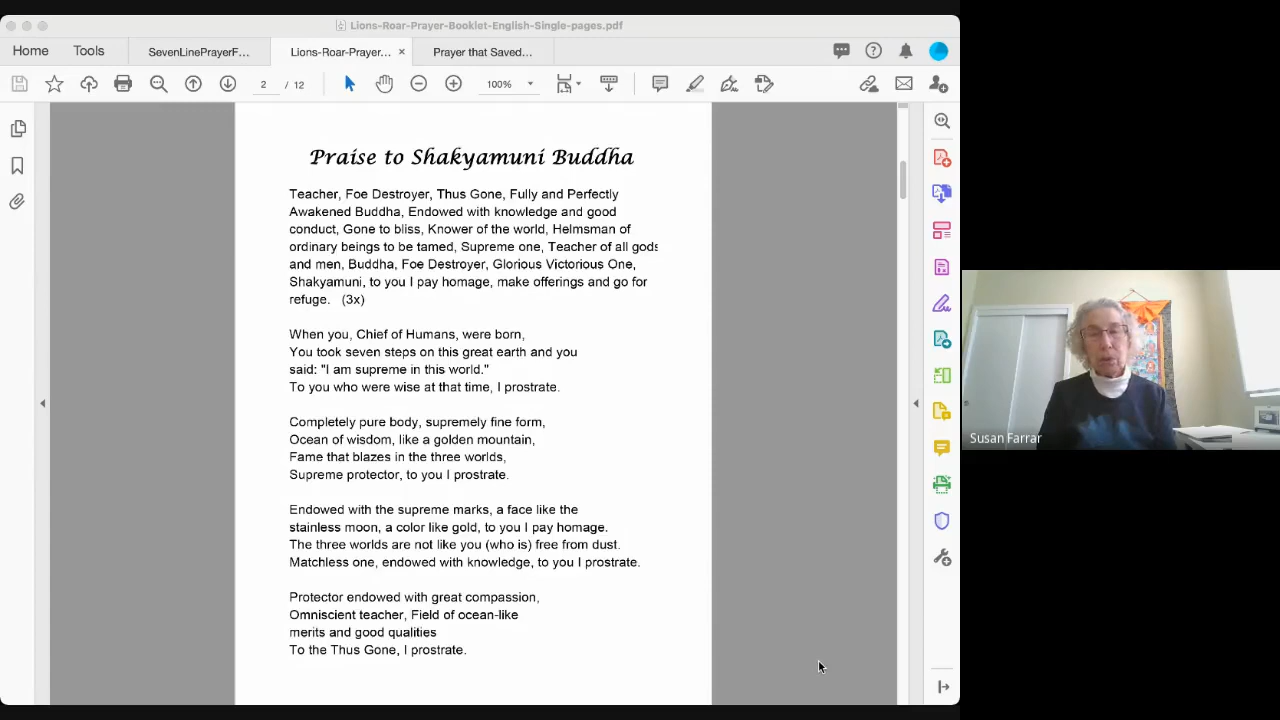 Lions-Roar-Prayer-Booklet-English-Single-pages.pdf
Home
Tools
SevenLinePrayerF...
Lions-Roar-Prayer...
Prayer that Saved...
2 / 12
100%
Praise to Shakyamuni Buddha
Teacher, Foe Destroyer, Thus Gone, Fully and Perfectly
Awakened Buddha, Endowed with knowledge and good
conduct, Gone to bliss, Knower of the world, Helmsman of
ordinary beings to be tamed, Supreme one, Teacher of all gods
and men, Buddha, Foe Destroyer, Glorious Victorious One,
Shakyamuni, to you I pay homage, make offerings and go for
refuge. (3x)
When you, Chief of Humans, were born,
You took seven steps on this great earth and you
said: "I am supreme in this world."
To you who were wise at that time, I prostrate.
Completely pure body, supremely fine form,
Ocean of wisdom, like a golden mountain,
Fame that blazes in the three worlds,
Supreme protector, to you I prostrate.
Endowed with the supreme marks, a face like the
stainless moon, a color like gold, to you I pay homage.
The three worlds are not like you (who is) free from dust.
Matchless one, endowed with knowledge, to you I prostrate.
Protector endowed with great compassion,
Omniscient teacher, Field of ocean-like
merits and good qualities
To the Thus Gone, I prostrate.
Susan Farrar